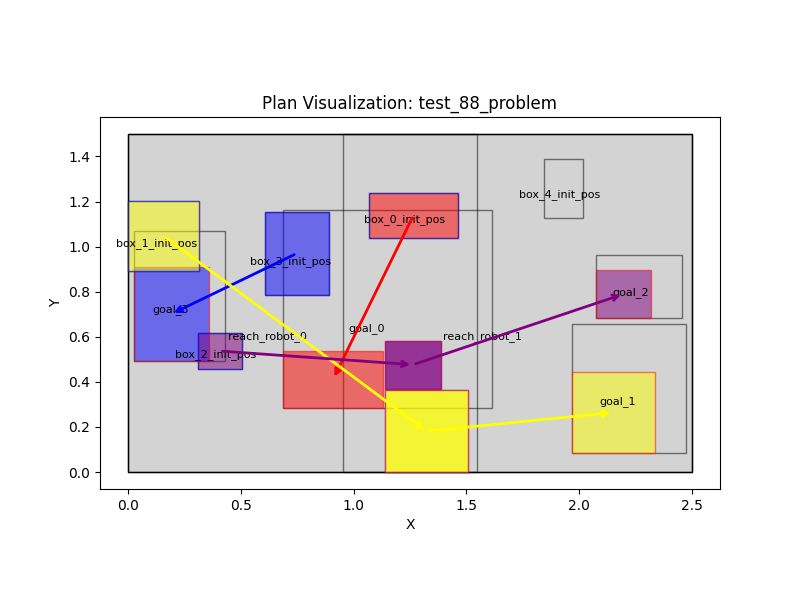 Plan Visualization: test_88_problem
1.4
1.2
1.0
0.8
0.6
0.4
0.2
0.0
Y
box_4_init_pos
box_0_init_pos
box_1_init_pos
box_3_init_pos
goal_2
goal_3
goal_0
reach_robot_0
reach_robot_1
box_2_init_pos
goal_1
0.0 0.5 1.0 1.5 2.0 2.5
X